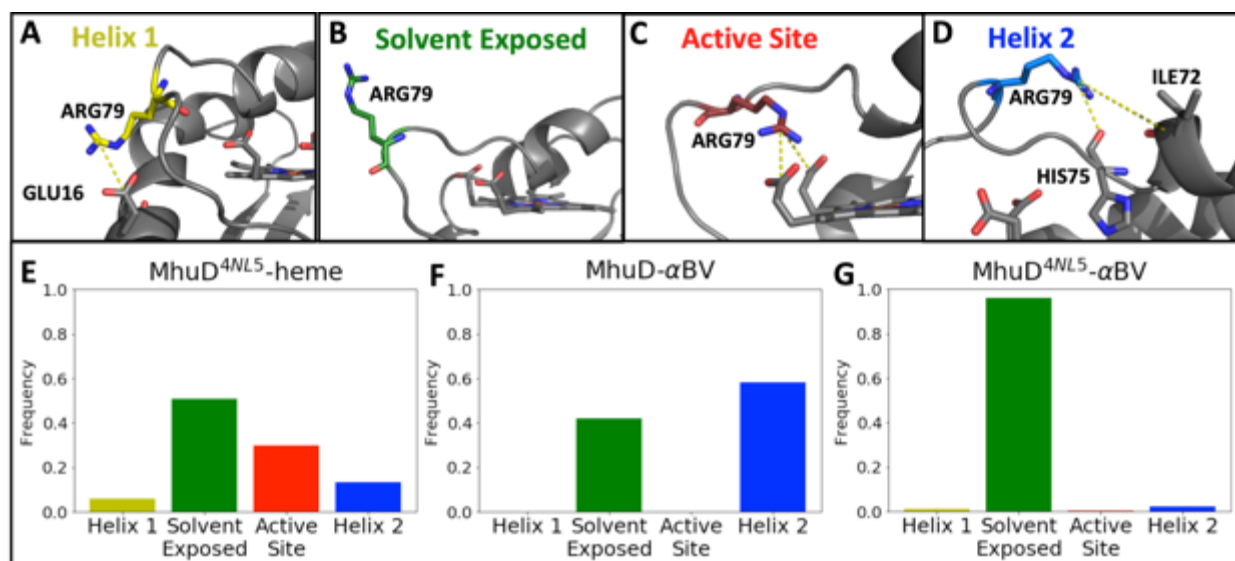 A Helix 1
ARG79
GLU16
B Solvent Exposed
ARG79
C Active Site
ARG79
D Helix 2
ARG79
ILE72
HIS75
E MhuD⁴ᴺᴸ⁵-heme
Frequency
1.0
0.8
0.6
0.4
0.2
0.0
Helix 1 Solvent Active Helix 2
Exposed Site
F MhuD-αBV
Frequency
1.0
0.8
0.6
0.4
0.2
0.0
Helix 1 Solvent Active Helix 2
Exposed Site
G MhuD⁴ᴺᴸ⁵-αBV
Frequency
1.0
0.8
0.6
0.4
0.2
0.0
Helix 1 Solvent Active Helix 2
Exposed Site